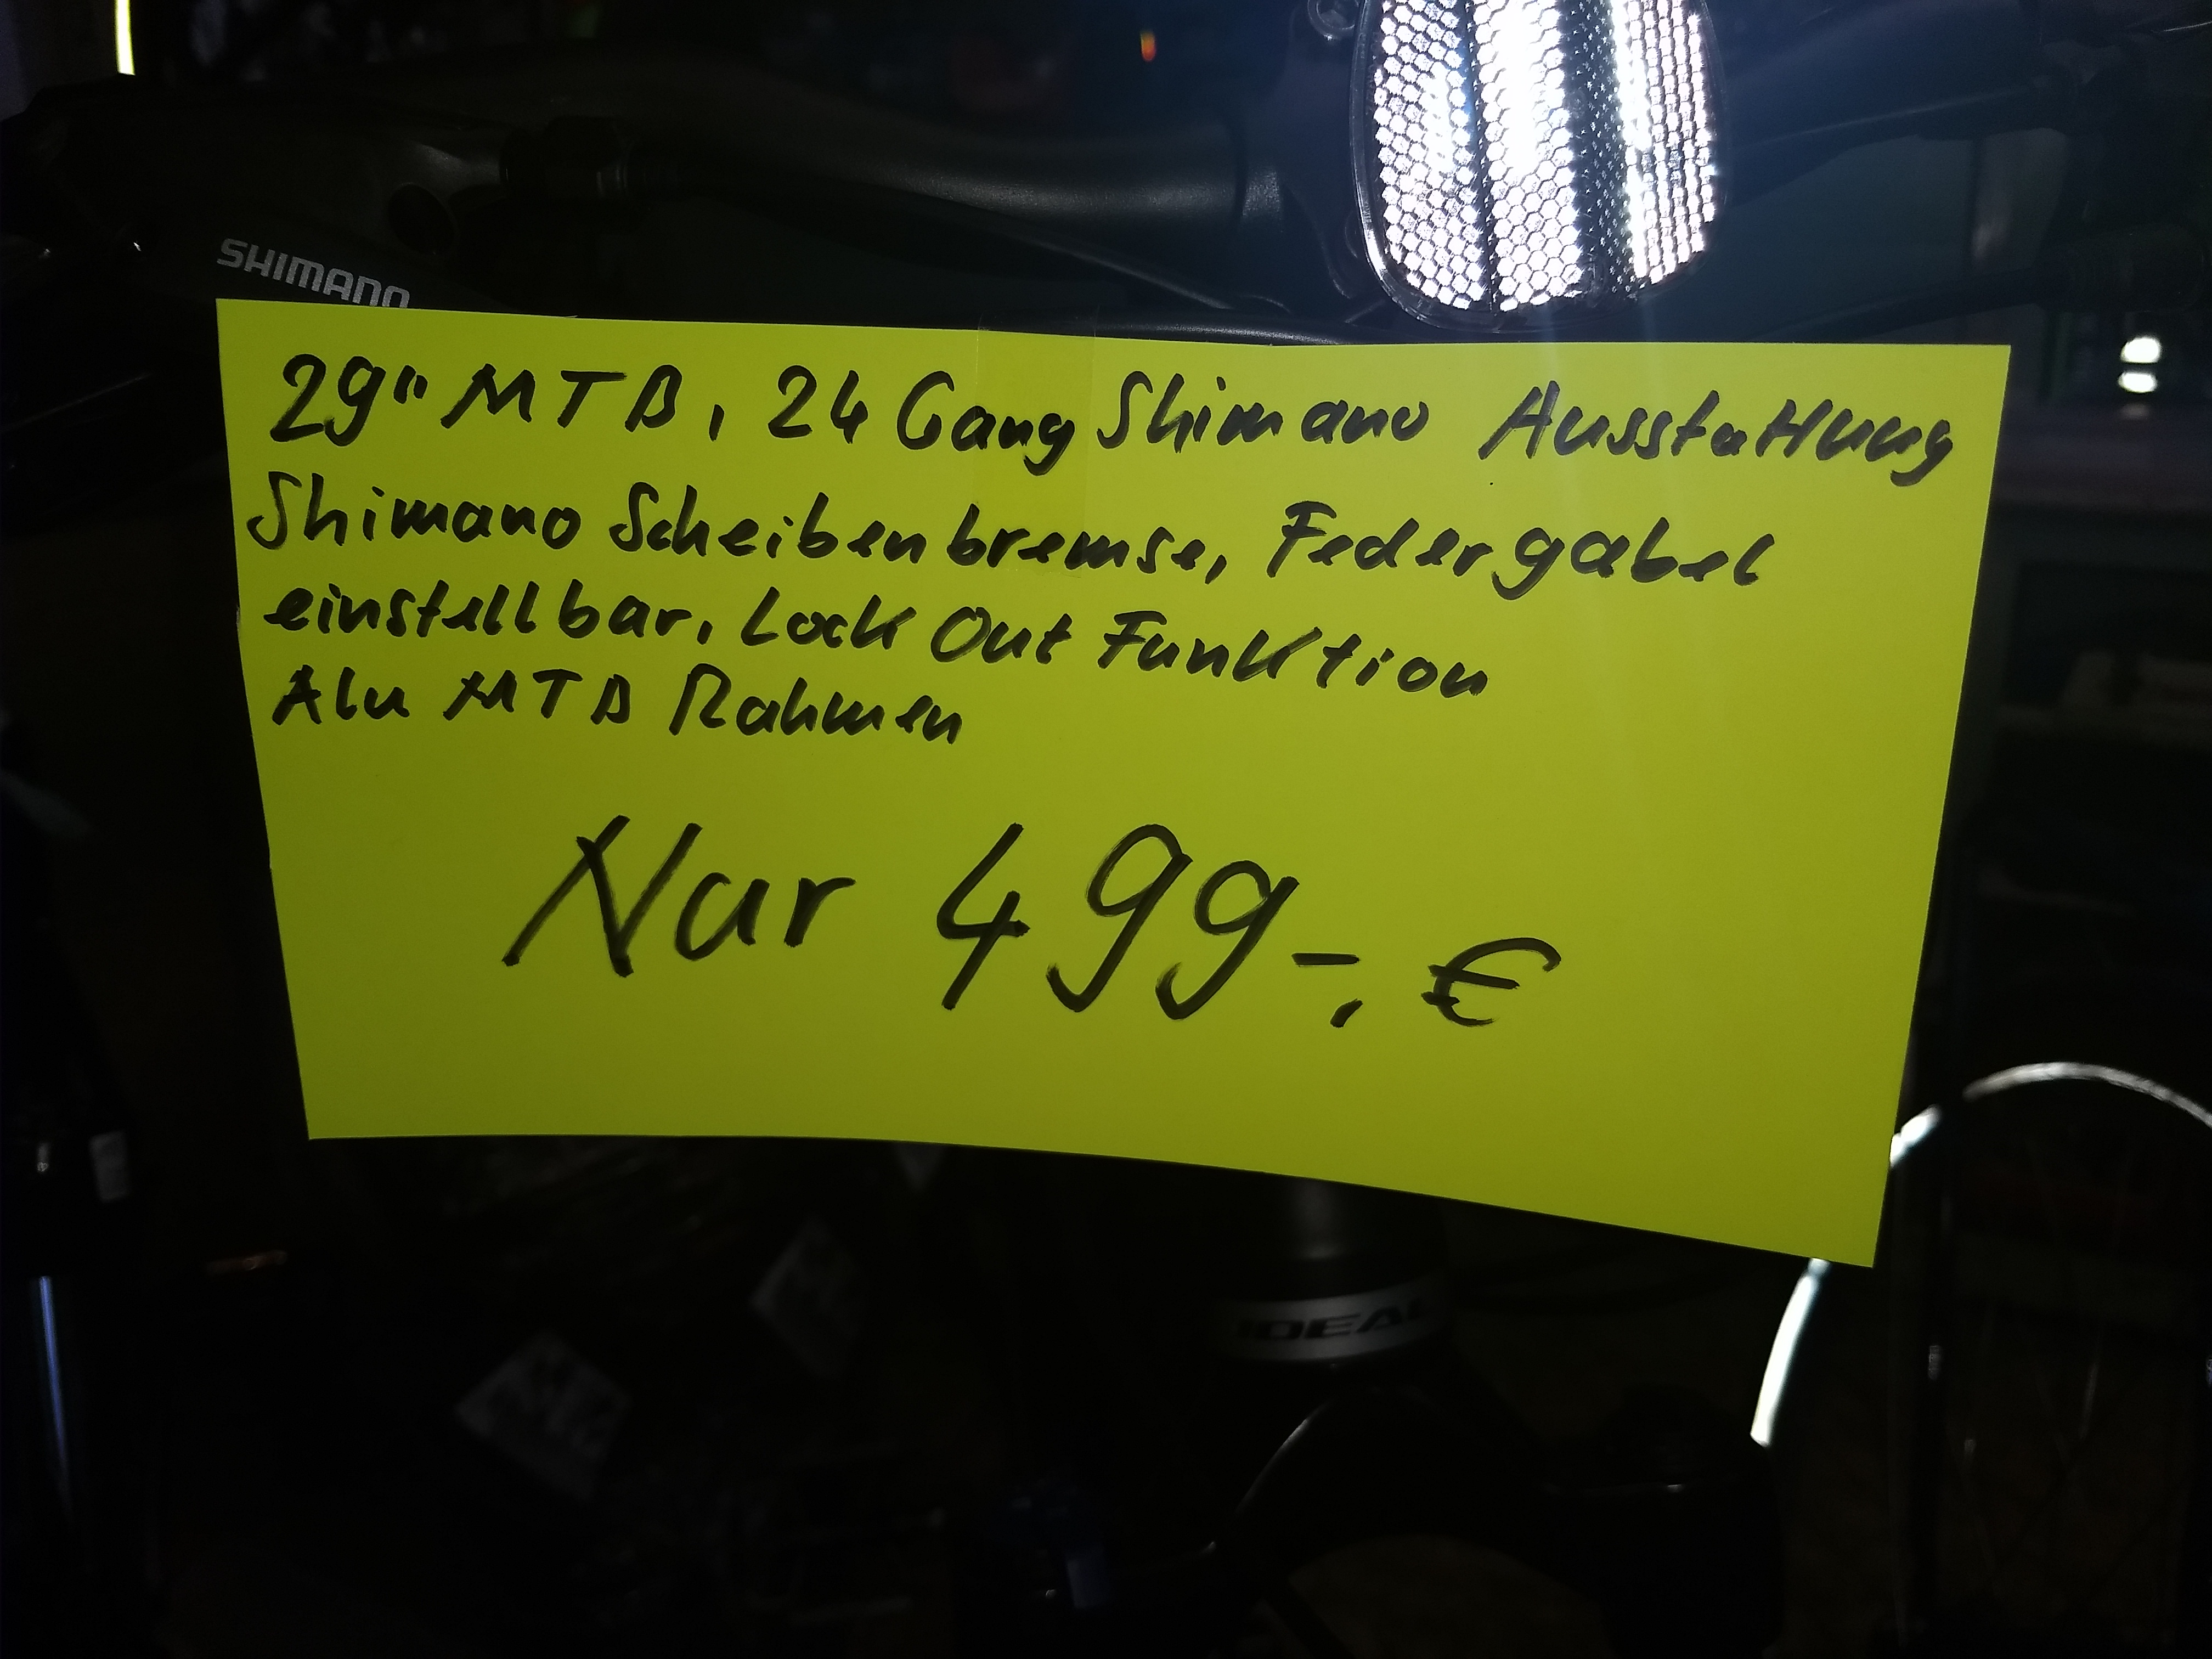 SHIMANO
29" MTB, 24 Gang Shimano Ausstattung
Shimano Scheibenbremse, Federgabel
einstellbar, Lock Out Funktion
Alu MTB Rahmen
Nur 499-, €
IDEAL